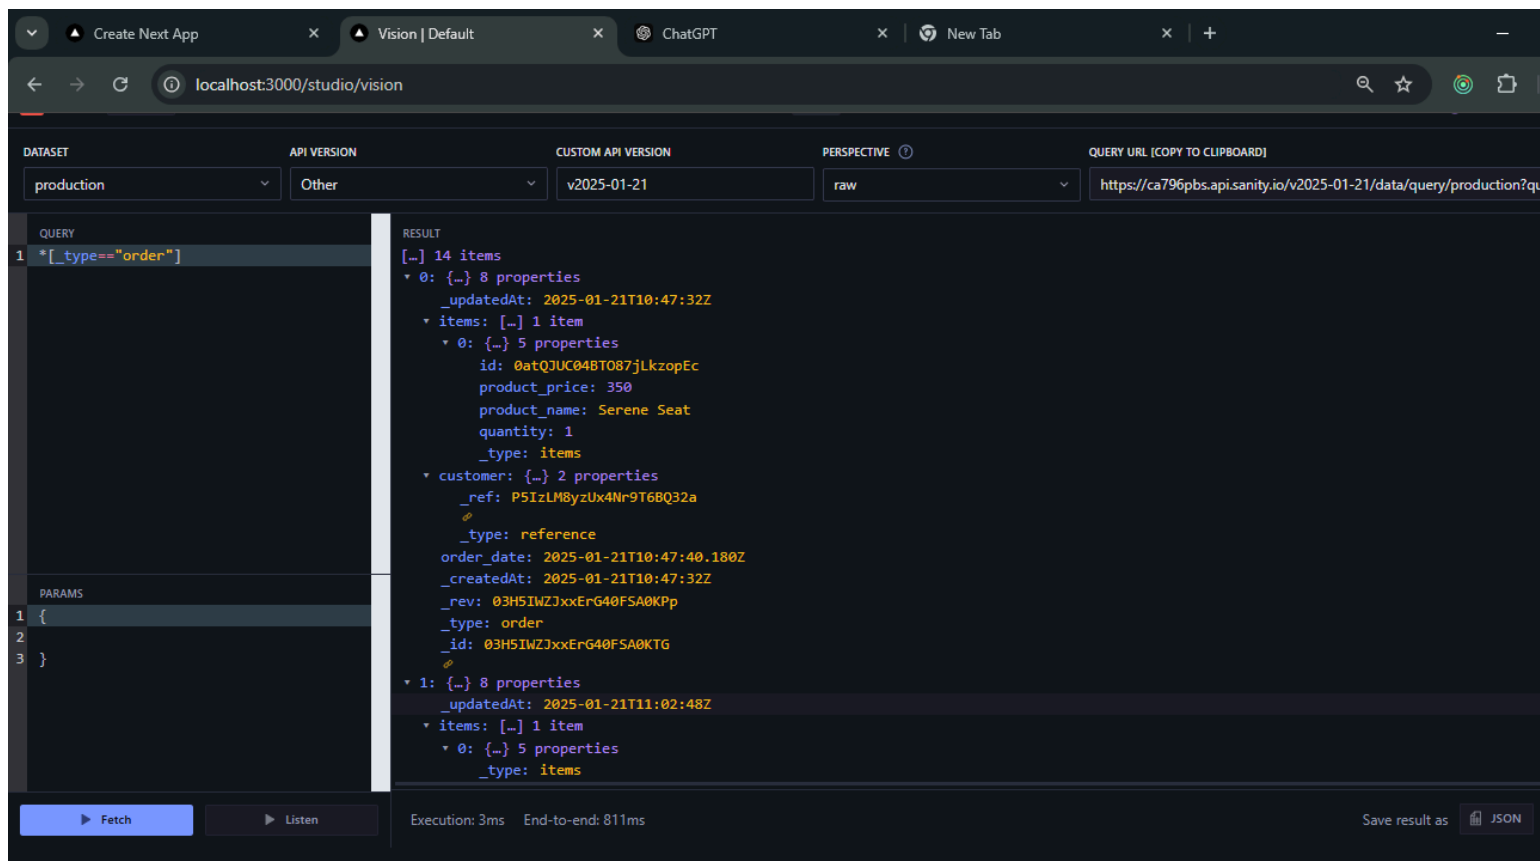 Create Next App
Vision | Default
ChatGPT
New Tab
localhost:3000/studio/vision
DATASET
API VERSION
CUSTOM API VERSION
PERSPECTIVE ?
QUERY URL [COPY TO CLIPBOARD]
production
Other
v2025-01-21
raw
https://ca796pbs.api.sanity.io/v2025-01-21/data/query/production?qu
QUERY
1 *[_type=="order"]
PARAMS
1 {
2
3 }
Fetch
Listen
RESULT
[…] 14 items
0: {…} 8 properties
_updatedAt: 2025-01-21T10:47:32Z
items: […] 1 item
0: {…} 5 properties
id: 0atQJUC04BTO87jLkzopEc
product_price: 350
product_name: Serene Seat
quantity: 1
_type: items
customer: {…} 2 properties
_ref: P5IzLM8yzUx4Nr9T6BQ32a
_type: reference
order_date: 2025-01-21T10:47:40.180Z
_createdAt: 2025-01-21T10:47:32Z
_rev: 03H5IWZJxxErG40FSA0KPp
_type: order
_id: 03H5IWZJxxErG40FSA0KTG
1: {…} 8 properties
_updatedAt: 2025-01-21T11:02:48Z
items: […] 1 item
0: {…} 5 properties
_type: items
Execution: 3ms End-to-end: 811ms
Save result as
JSON